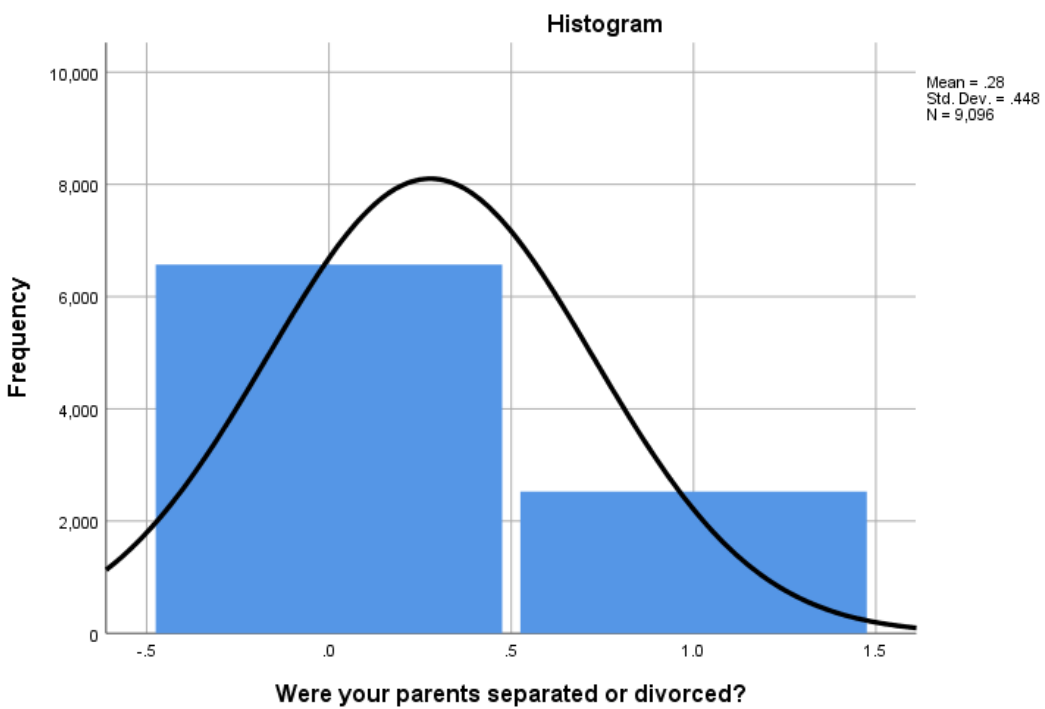 Histogram
10,000
8,000
6,000
4,000
2,000
0
Frequency
-.5
.0
.5
1.0
1.5
Were your parents separated or divorced?
Mean = .28
Std. Dev. = .448
N = 9,096